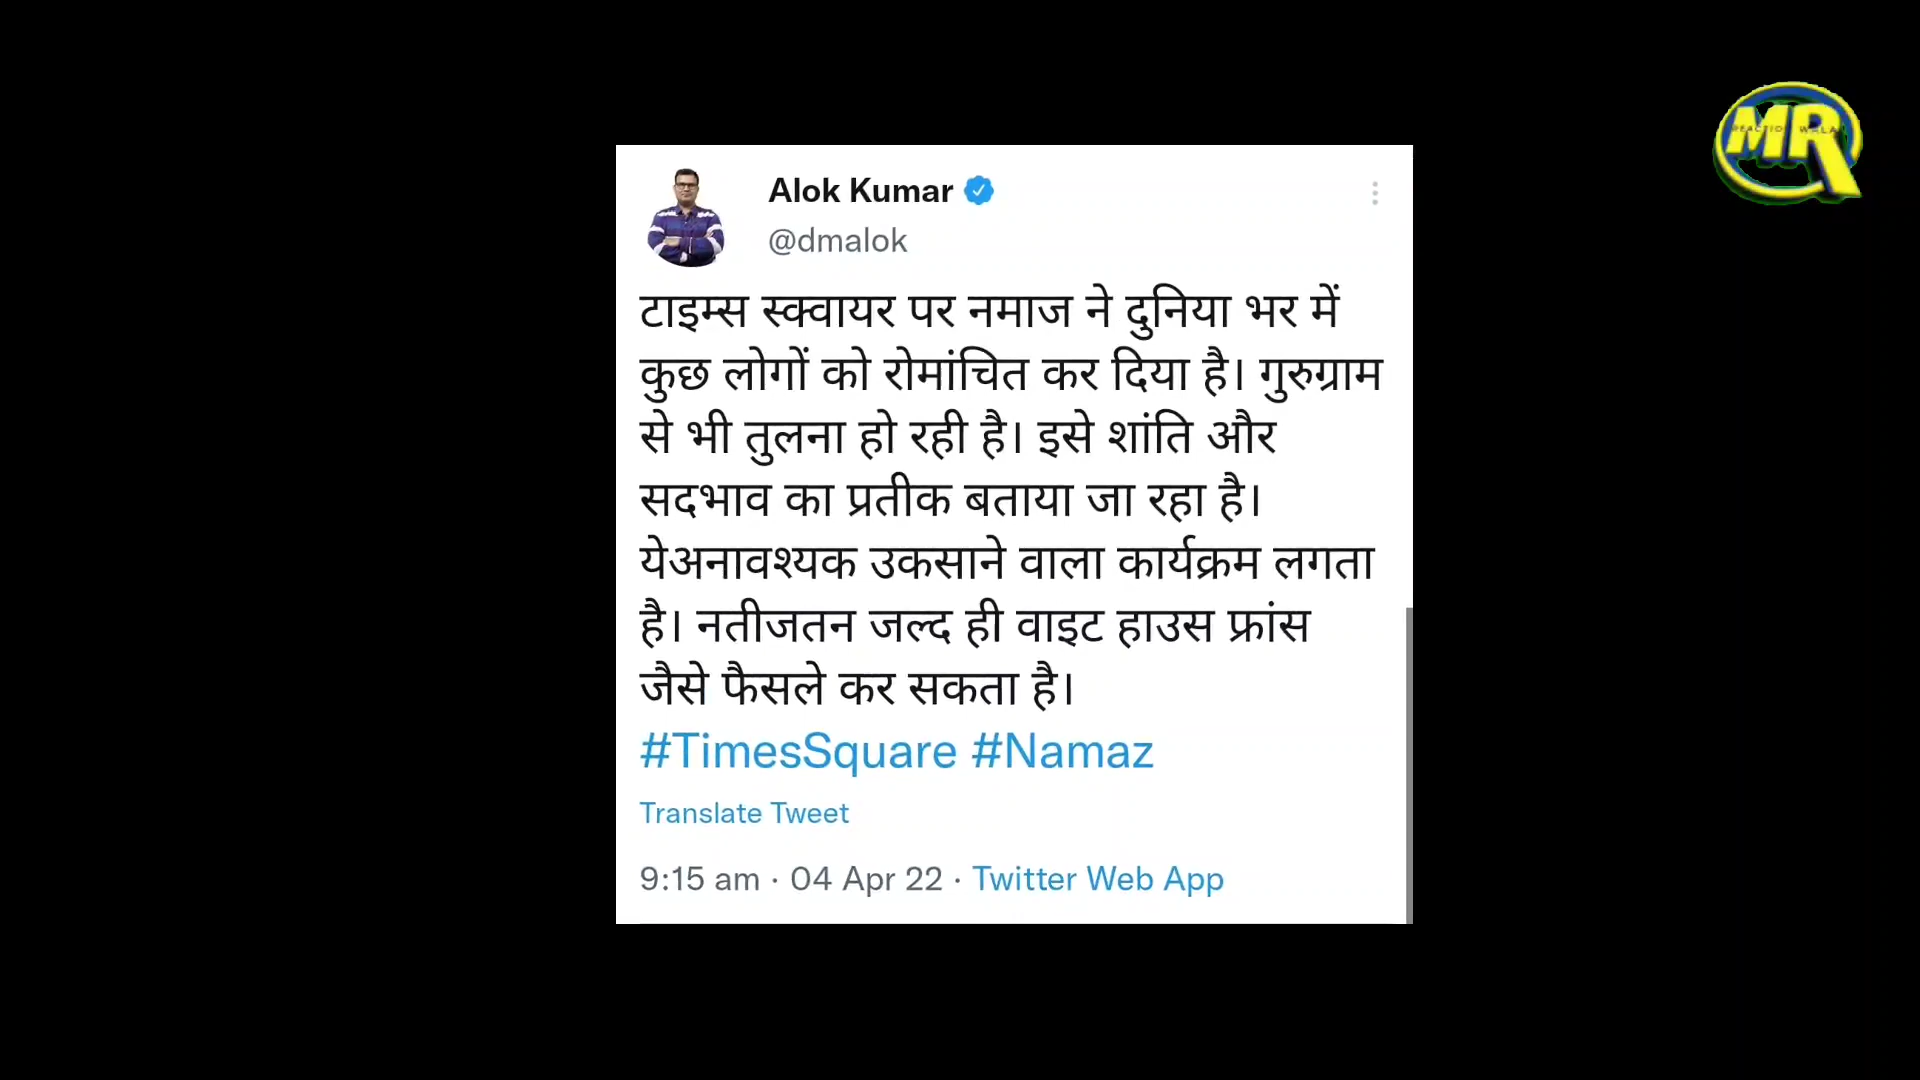 Alok Kumar
@dmalok
टाइम्स स्क्वायर पर नमाज ने दुनिया भर में
कुछ लोगों को रोमांचित कर दिया है। गुरुग्राम
से भी तुलना हो रही है। इसे शांति और
सदभाव का प्रतीक बताया जा रहा है।
येअनावश्यक उकसाने वाला कार्यक्रम लगता
है। नतीजतन जल्द ही वाइट हाउस फ्रांस
जैसे फैसले कर सकता है।
#TimesSquare #Namaz
Translate Tweet
9:15 am · 04 Apr 22 · Twitter Web App
MR
REACTION WALA